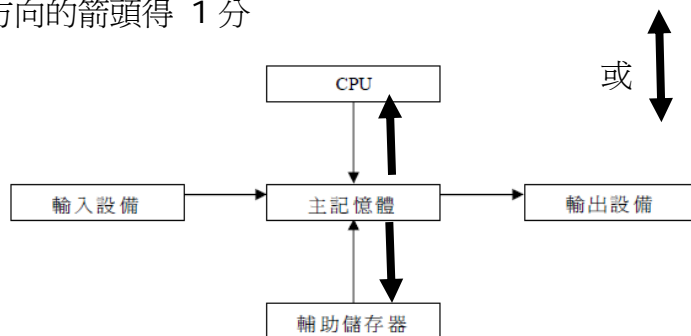 方向的箭頭得 1 分
或
CPU
輸入設備
主記憶體
輸出設備
輔助儲存器